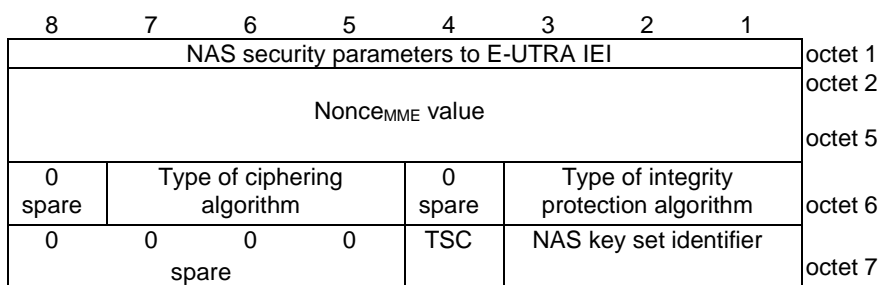 8 7 6 5 4 3 2 1
NAS security parameters to E-UTRA IEI octet 1
octet 2
NonceMME value
octet 5
0 Type of ciphering 0 Type of integrity
spare algorithm spare protection algorithm octet 6
0 0 0 0 TSC NAS key set identifier
spare octet 7